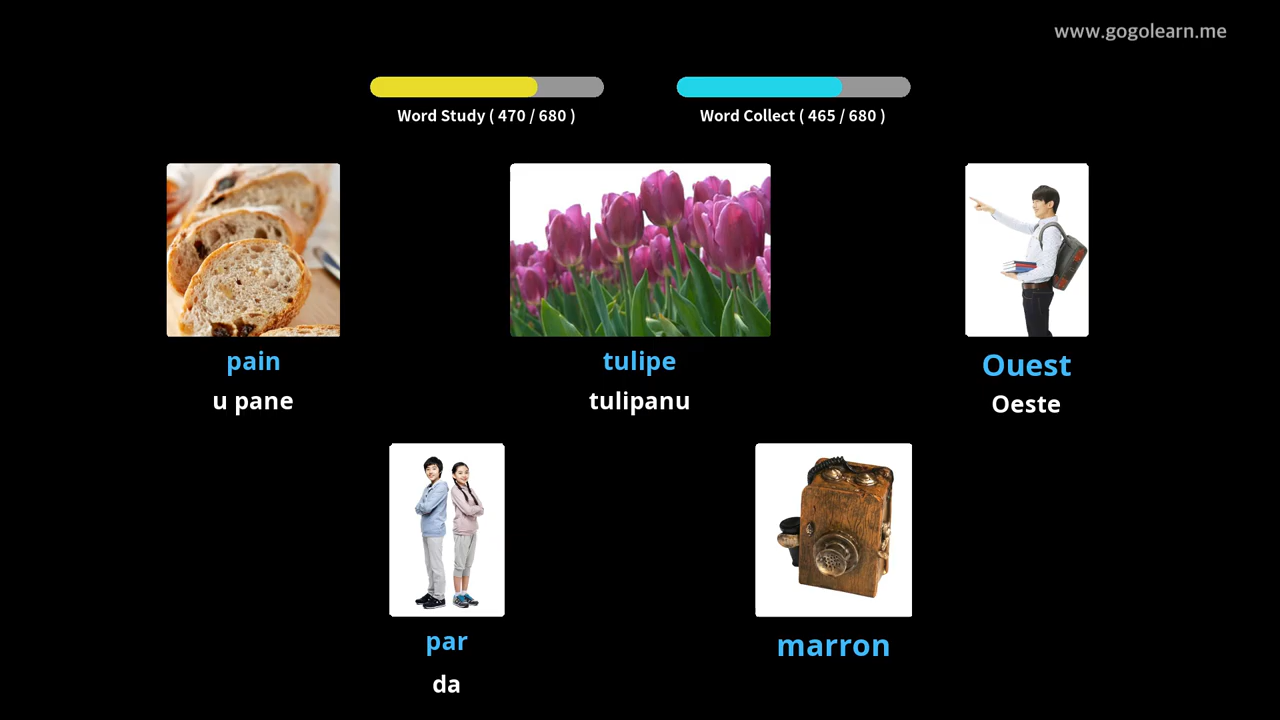 www.gogolearn.me
Word Study ( 470 / 680 )
Word Collect ( 465 / 680 )
pain
u pane
tulipe
tulipanu
Ouest
Oeste
par
da
marron